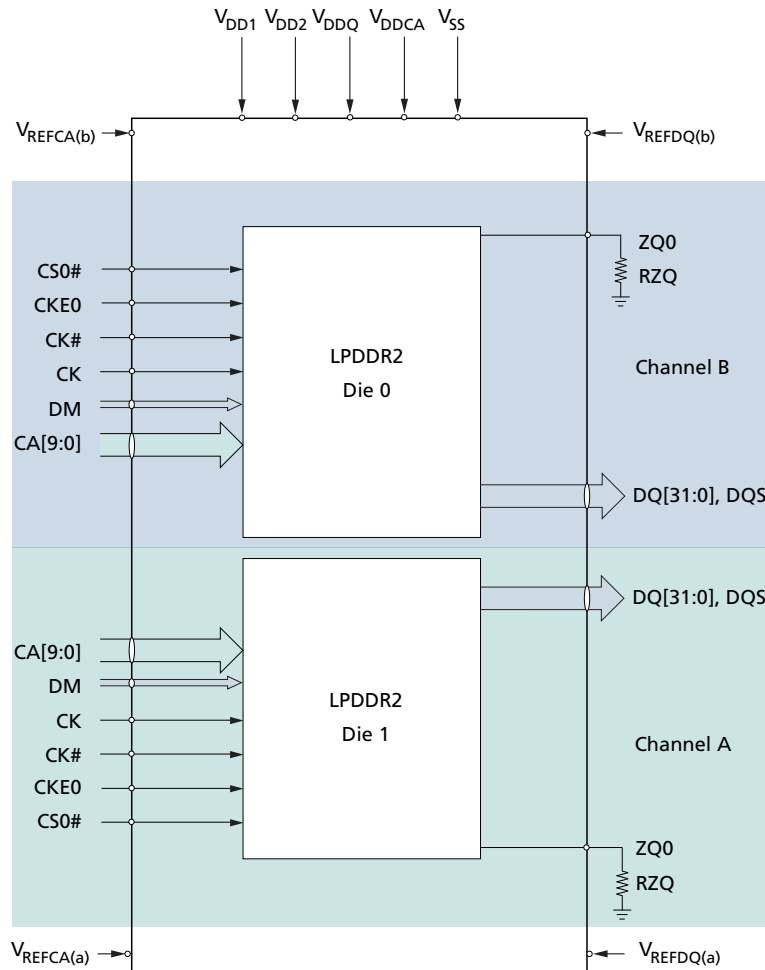 VDD1 VDD2 VDDQ VDDCA VSS
VREFCA(b) VREFDQ(b)
ZQ0
CS0#
RZQ
CKE0
CK#
LPDDR2
Channel B
CK
Die 0
DM
CA[9:0]
DQ[31:0], DQS
DQ[31:0], DQS
CA[9:0]
DM
LPDDR2
CK
Die 1
Channel A
CK#
CKE0
CS0#
ZQ0
RZQ
VREFCA(a) VREFDQ(a)